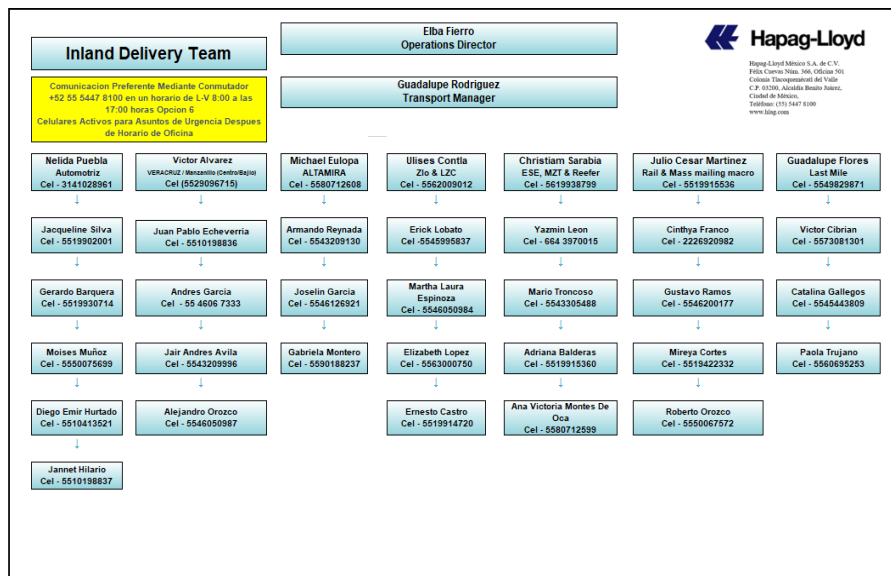 Inland Delivery Team
Elba Fierro
Operations Director
Hapag-Lloyd
Hapag-Lloyd México S.A. de C.V.
Félix Cuevas Núm. 366, Oficina 501
Colonia Tlacoquemécatl del Valle
C.P. 03200, Alcaldía Benito Juárez,
Ciudad de México,
Teléfono: (55) 5447 8100
www.hlag.com
Comunicacion Preferente Mediante Conmutador
+52 55 5447 8100 en un horario de L-V 8:00 a las
17:00 horas Opcion 6
Celulares Activos para Asuntos de Urgencia Despues
de Horario de Oficina
Guadalupe Rodriguez
Transport Manager
Nelida Puebla
Automotriz
Cel - 3141028961
Victor Alvarez
VERACRUZ / Manzanillo (Centro/Bajio)
Cel (5529096715)
Michael Eulopa
ALTAMIRA
Cel - 5580712608
Ulises Contla
Zlo & LZC
Cel - 5562009012
Christiam Sarabia
ESE, MZT & Reefer
Cel - 5619938799
Julio Cesar Martinez
Rail & Mass mailing macro
Cel - 5519915536
Guadalupe Flores
Last Mile
Cel - 5549829871
Jacqueline Silva
Cel - 5519902001
Juan Pablo Echeverria
Cel - 5510198836
Armando Reynada
Cel - 5543209130
Erick Lobato
Cel -5545995837
Yazmin Leon
Cel - 664 3970015
Cinthya Franco
Cel - 2226920982
Victor Cibrian
Cel - 5573081301
Gerardo Barquera
Cel - 5519930714
Andres Garcia
Cel - 55 4606 7333
Joselin Garcia
Cel - 5546126921
Martha Laura
Espinoza
Cel - 5546050984
Mario Troncoso
Cel - 5543305488
Gustavo Ramos
Cel - 5546200177
Catalina Gallegos
Cel - 5545443809
Moises Muñoz
Cel - 5550075699
Jair Andres Avila
Cel - 5543209996
Gabriela Montero
Cel - 5590188237
Elizabeth Lopez
Cel - 5563000750
Adriana Balderas
Cel - 5519915360
Mireya Cortes
Cel - 5519422332
Paola Trujano
Cel - 5560695253
Diego Emir Hurtado
Cel - 5510413521
Alejandro Orozco
Cel - 5546050987
Ernesto Castro
Cel - 5519914720
Ana Victoria Montes De
Oca
Cel - 5580712599
Roberto Orozco
Cel - 5550067572
Jannet Hilario
Cel - 5510198837